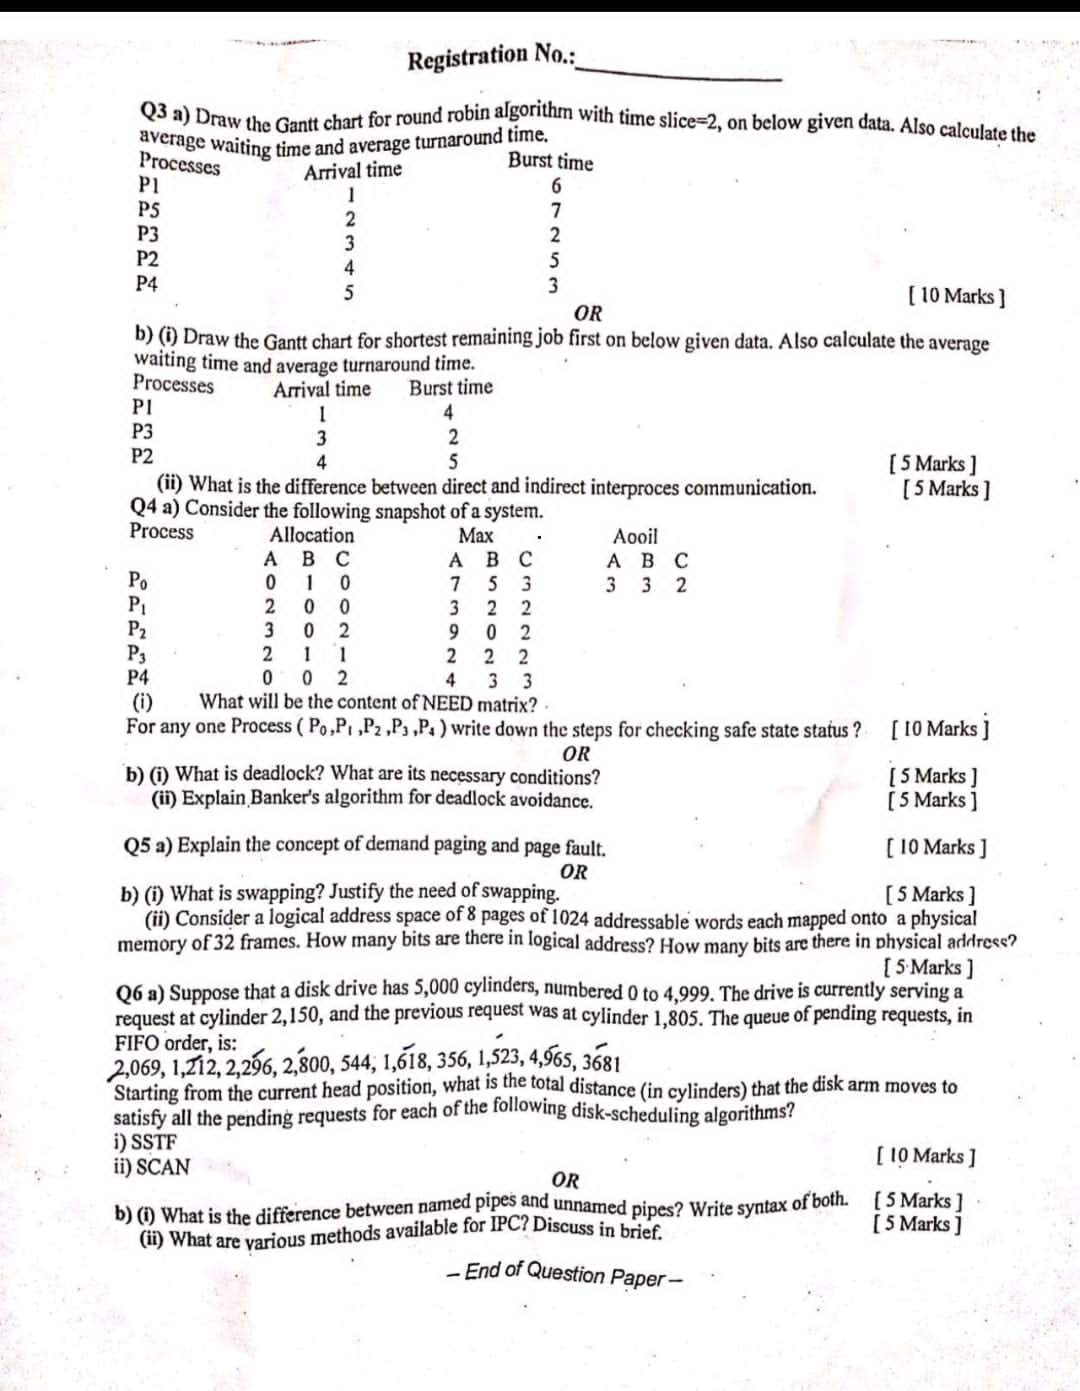 Registration No.:
Q3 a) Draw the Gantt chart for round robin algorithm with time slice=2, on below given data. Also calculate the
average waiting time and average turnaround time.
Processes Arrival time Burst time
P1 1 6
P5 2 7
P3 3 2
P2 4 5
P4 5 3
[ 10 Marks ]
OR
b) (i) Draw the Gantt chart for shortest remaining job first on below given data. Also calculate the average
waiting time and average turnaround time.
Processes Arrival time Burst time
P1 1 4
P3 3 2
P2 4 5 [ 5 Marks ]
(ii) What is the difference between direct and indirect interproces communication. [ 5 Marks ]
Q4 a) Consider the following snapshot of a system.
Process Allocation Max Aooil
A B C A B C A B C
P0 0 1 0 7 5 3 3 3 2
P1 2 0 0 3 2 2
P2 3 0 2 9 0 2
P3 2 1 1 2 2 2
P4 0 0 2 4 3 3
(i) What will be the content of NEED matrix?
For any one Process ( P0 ,P1 ,P2 ,P3 ,P4 ) write down the steps for checking safe state status ? [ 10 Marks ]
OR
b) (i) What is deadlock? What are its necessary conditions? [ 5 Marks ]
(ii) Explain Banker's algorithm for deadlock avoidance. [ 5 Marks ]
Q5 a) Explain the concept of demand paging and page fault. [ 10 Marks ]
OR
b) (i) What is swapping? Justify the need of swapping. [ 5 Marks ]
(ii) Consider a logical address space of 8 pages of 1024 addressable words each mapped onto a physical
memory of 32 frames. How many bits are there in logical address? How many bits are there in physical address?
[ 5 Marks ]
Q6 a) Suppose that a disk drive has 5,000 cylinders, numbered 0 to 4,999. The drive is currently serving a
request at cylinder 2,150, and the previous request was at cylinder 1,805. The queue of pending requests, in
FIFO order, is:
2,069, 1,212, 2,296, 2,800, 544, 1,618, 356, 1,523, 4,965, 3681
Starting from the current head position, what is the total distance (in cylinders) that the disk arm moves to
satisfy all the pending requests for each of the following disk-scheduling algorithms?
i) SSTF
ii) SCAN [ 10 Marks ]
OR
b) (i) What is the difference between named pipes and unnamed pipes? Write syntax of both. [ 5 Marks ]
(ii) What are various methods available for IPC? Discuss in brief. [ 5 Marks ]
– End of Question Paper –